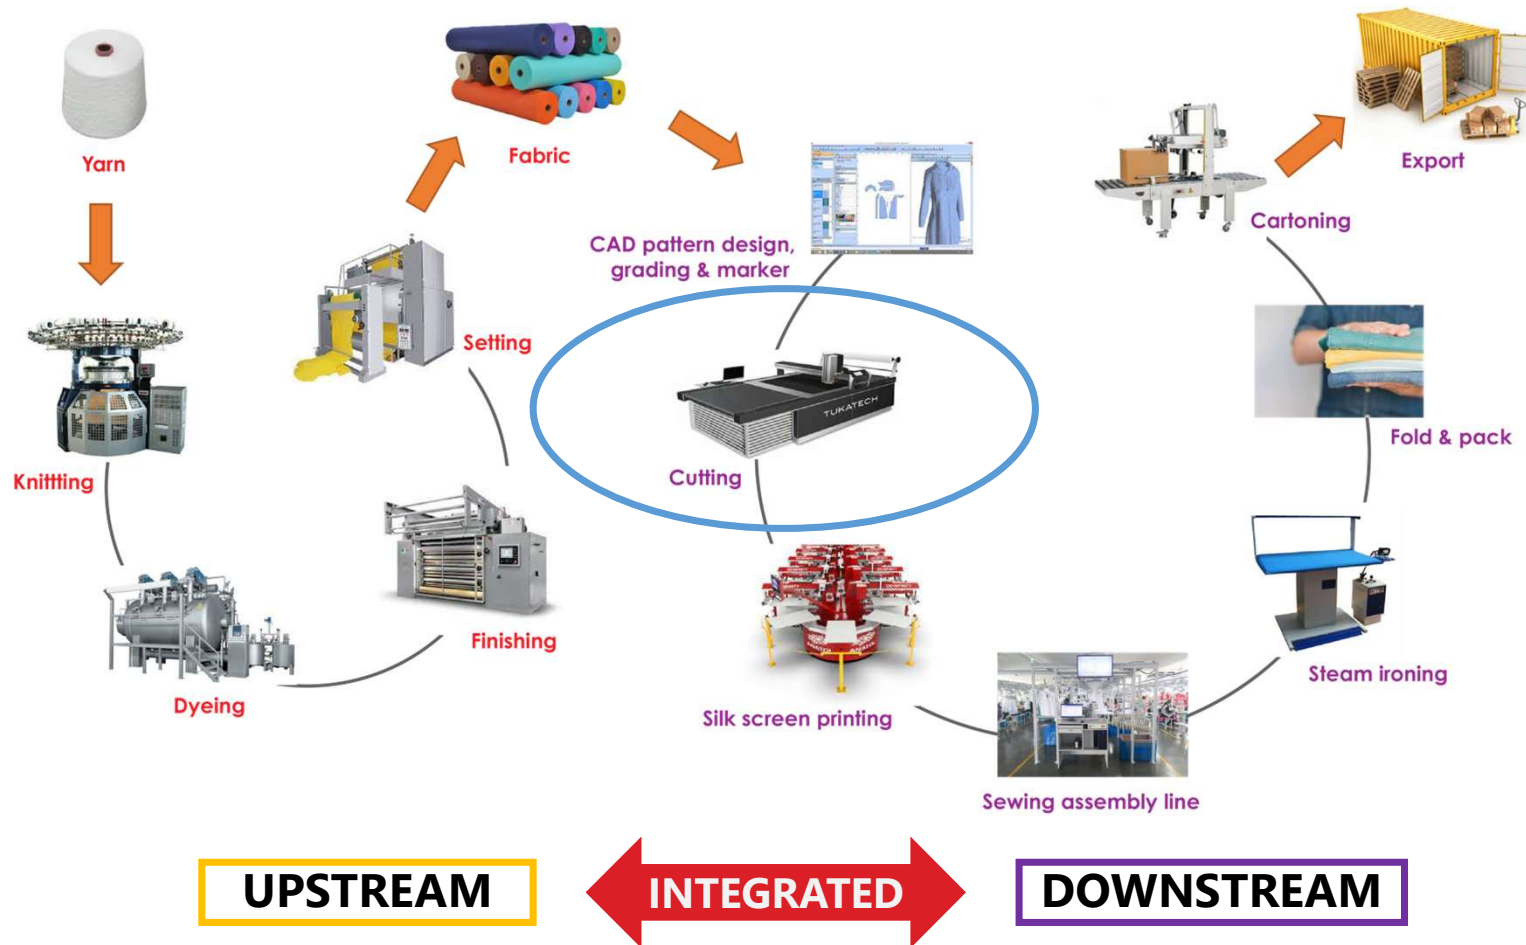 Yarn
Knittting
Dyeing
Finishing
Setting
Fabric
CAD pattern design,
grading & marker
TUKATECH
Cutting
Silk screen printing
Sewing assembly line
Steam ironing
Fold & pack
Cartoning
Export
UPSTREAM
INTEGRATED
DOWNSTREAM